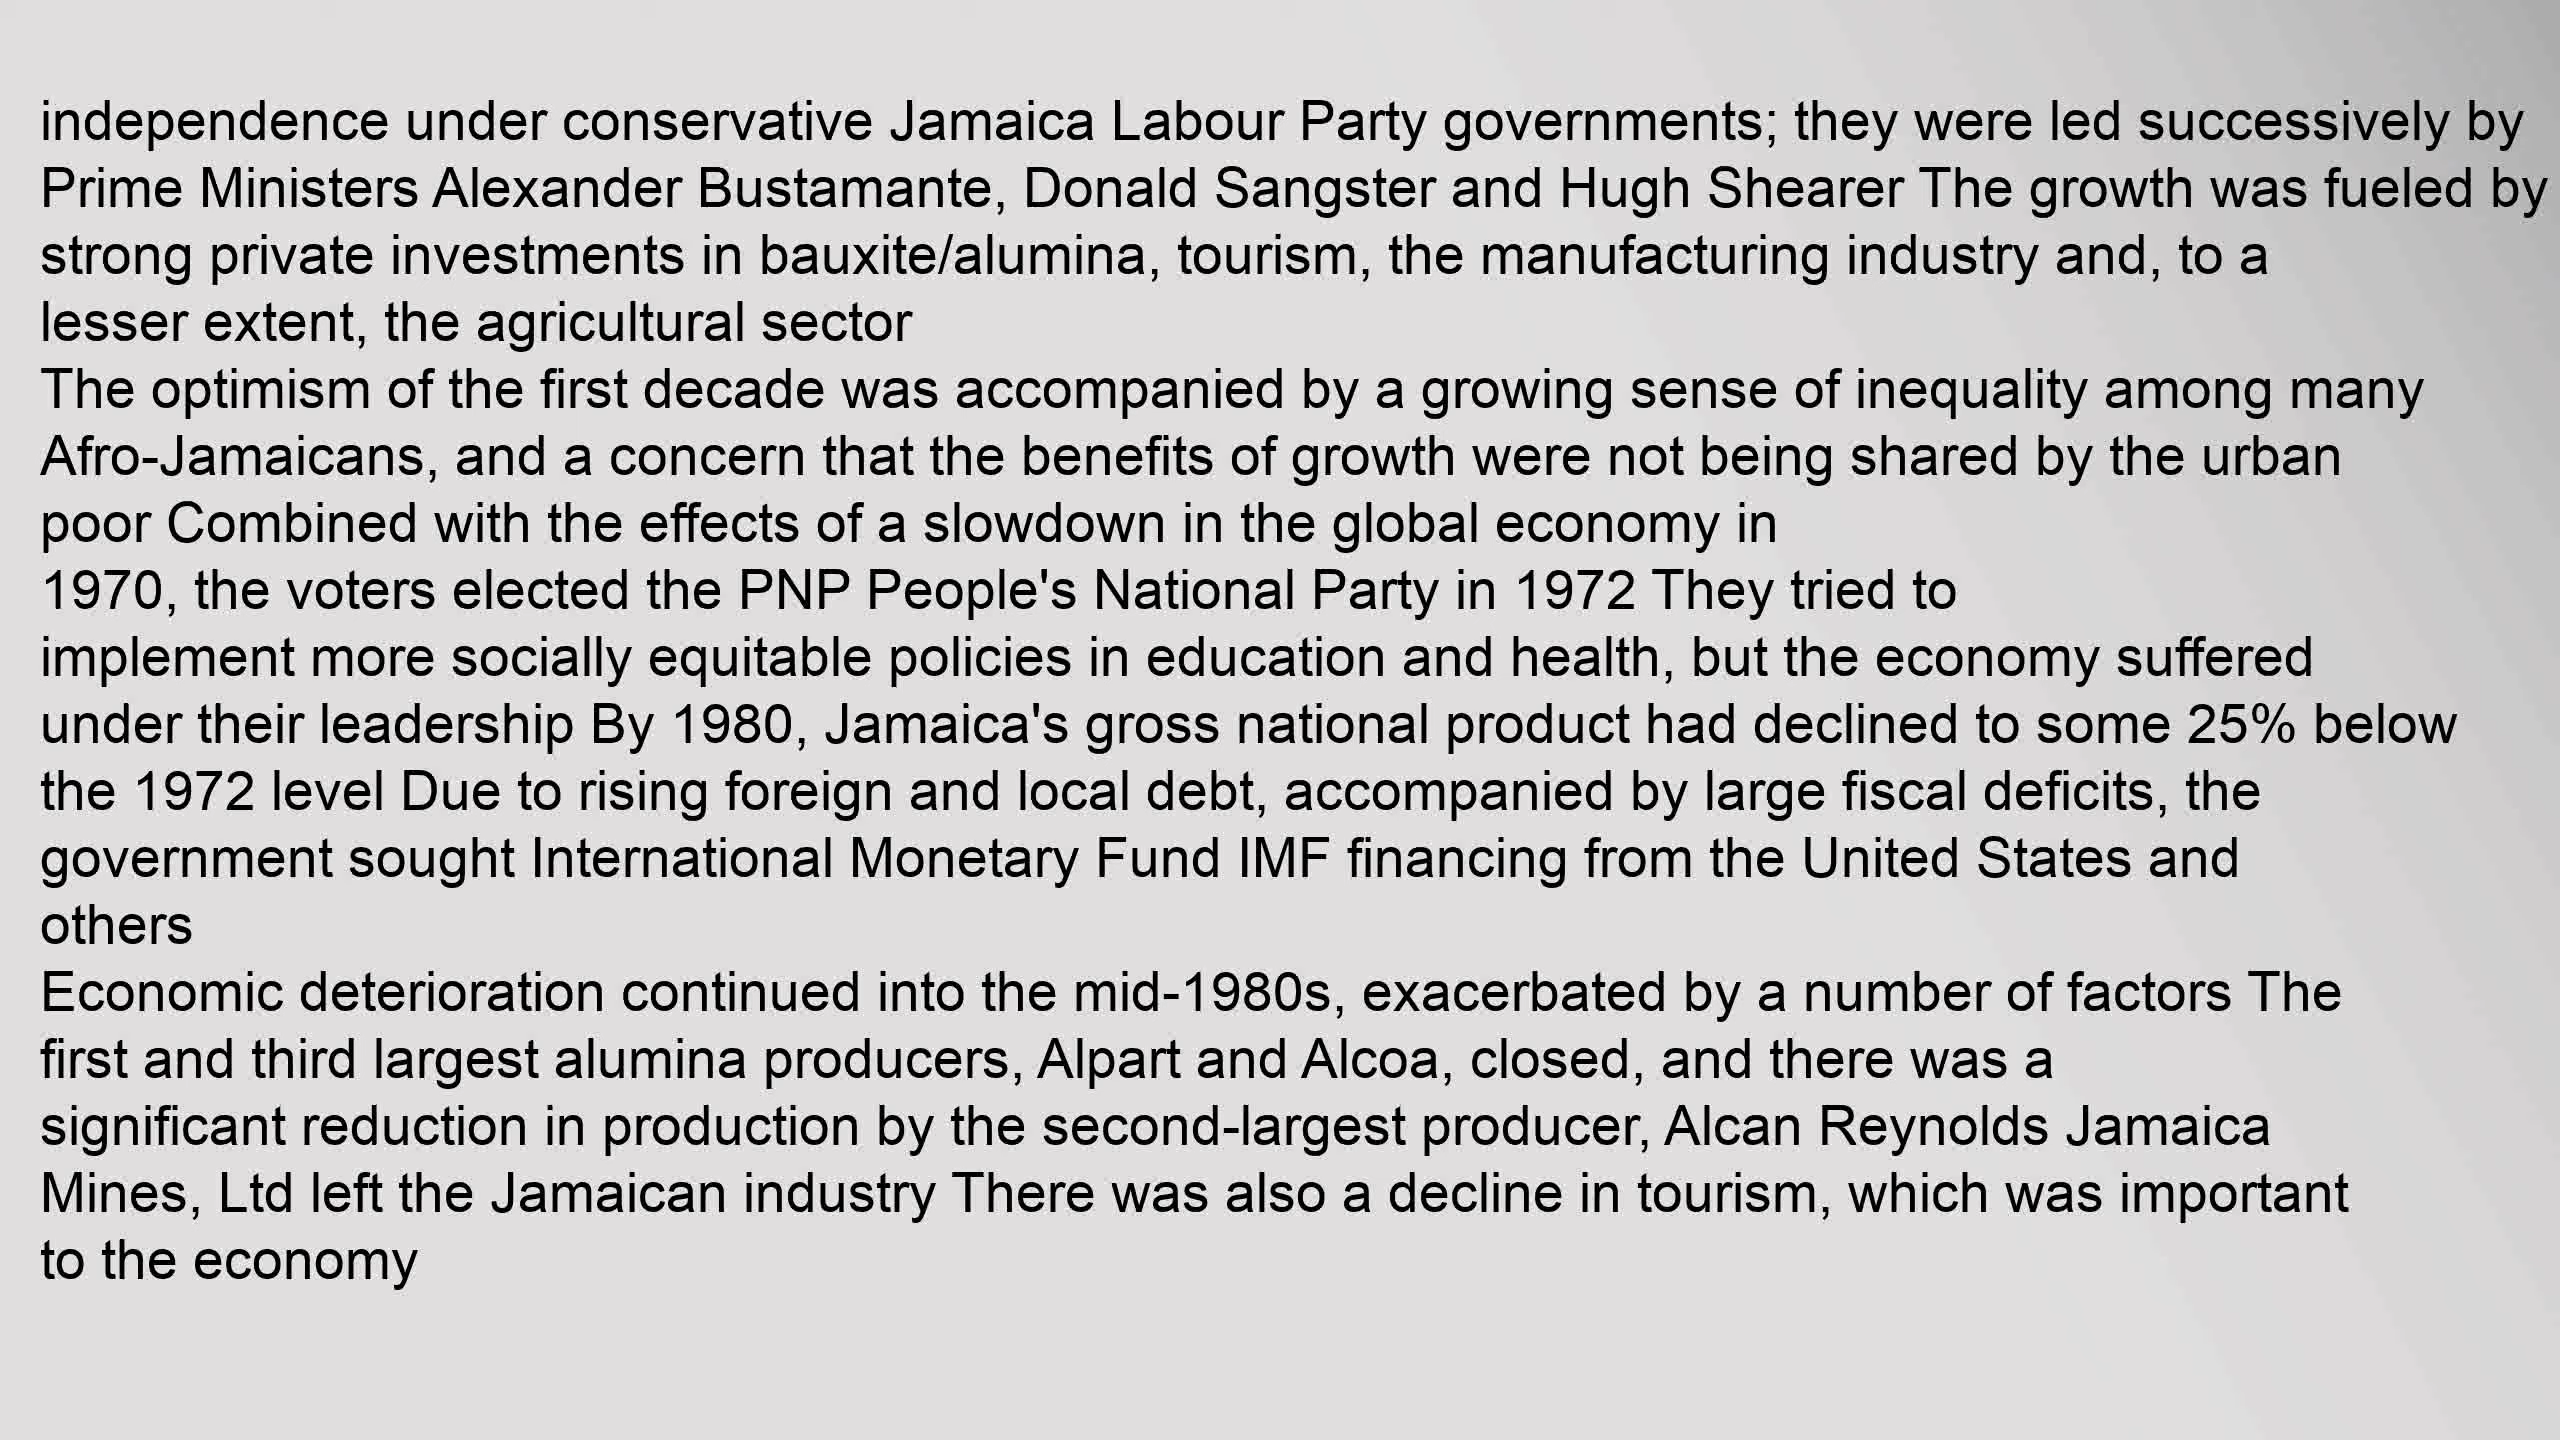 independence under conservative Jamaica Labour Party governments; they were led successively by
Prime Ministers Alexander Bustamante, Donald Sangster and Hugh Shearer The growth was fueled by
strong private investments in bauxite/alumina, tourism, the manufacturing industry and, to a
lesser extent, the agricultural sector
The optimism of the first decade was accompanied by a growing sense of inequality among many
Afro-Jamaicans, and a concern that the benefits of growth were not being shared by the urban
poor Combined with the effects of a slowdown in the global economy in
1970, the voters elected the PNP People's National Party in 1972 They tried to
implement more socially equitable policies in education and health, but the economy suffered
under their leadership By 1980, Jamaica's gross national product had declined to some 25% below
the 1972 level Due to rising foreign and local debt, accompanied by large fiscal deficits, the
government sought International Monetary Fund IMF financing from the United States and
others
Economic deterioration continued into the mid-1980s, exacerbated by a number of factors The
first and third largest alumina producers, Alpart and Alcoa, closed, and there was a
significant reduction in production by the second-largest producer, Alcan Reynolds Jamaica
Mines, Ltd left the Jamaican industry There was also a decline in tourism, which was important
to the economy